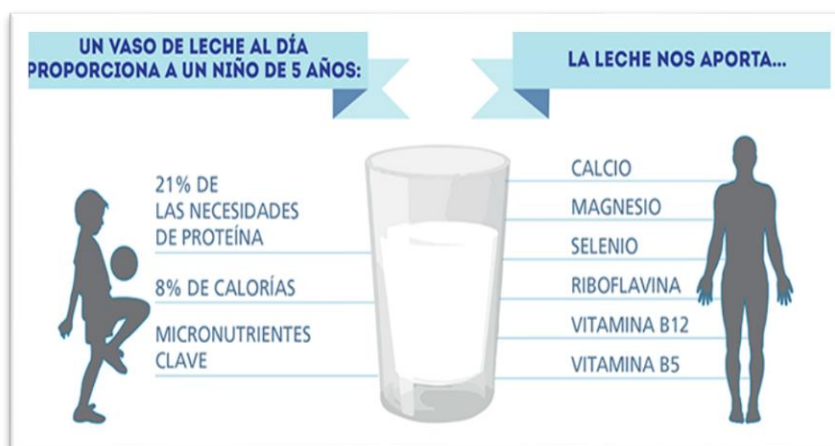 UN VASO DE LECHE AL DÍA
PROPORCIONA A UN NIÑO DE 5 AÑOS:
21% DE
LAS NECESIDADES
DE PROTEÍNA
8% DE CALORÍAS
MICRONUTRIENTES
CLAVE
LA LECHE NOS APORTA...
CALCIO
MAGNESIO
SELENIO
RIBOFLAVINA
VITAMINA B12
VITAMINA B5